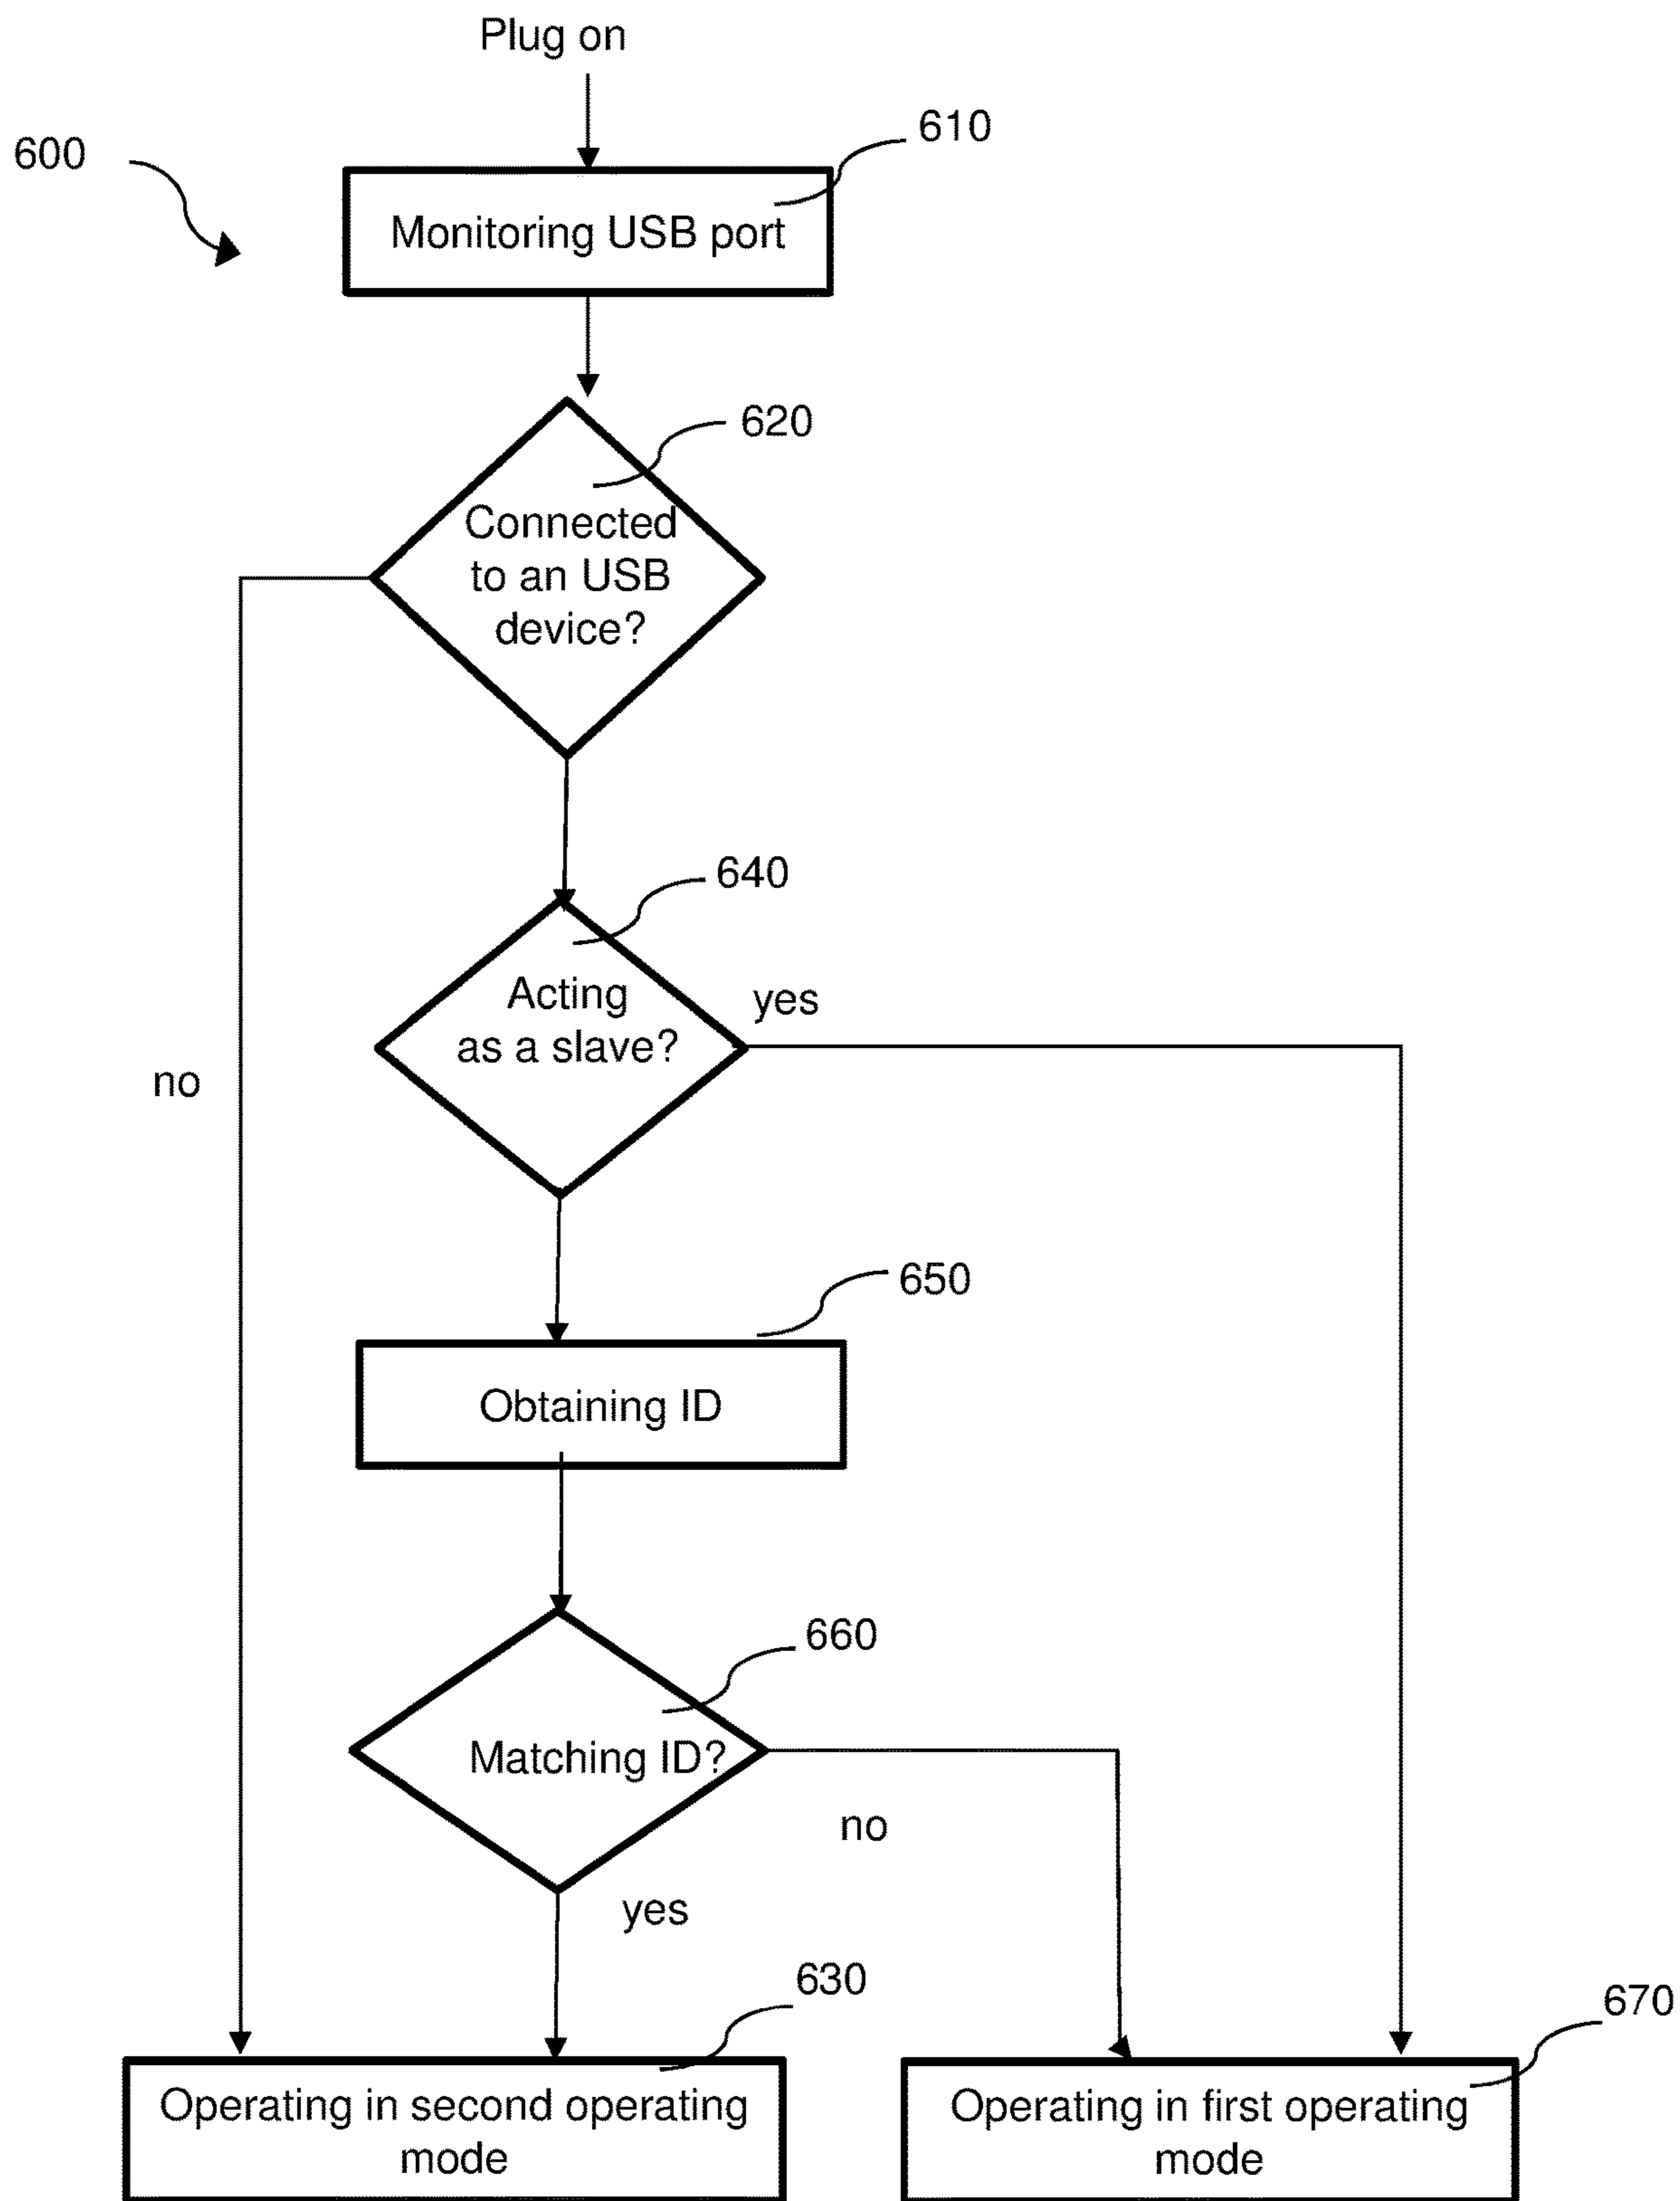 Plug on
610
600
Monitoring USB port
620
Connected
to an USB
device?
640
Acting
as a slave?
yes
no
650
Obtaining ID
660
Matching ID?
no
yes
630
670
Operating in second operating
mode
Operating in first operating
mode